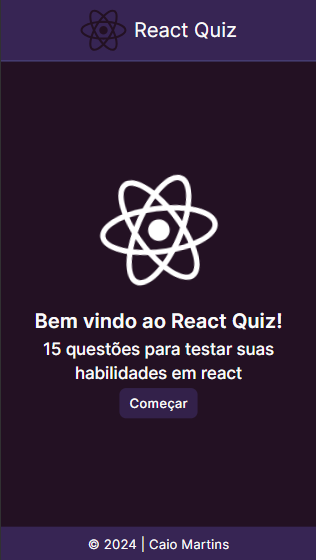 React Quiz
Bem vindo ao React Quiz!
15 questões para testar suas
habilidades em react
Começar
© 2024 | Caio Martins